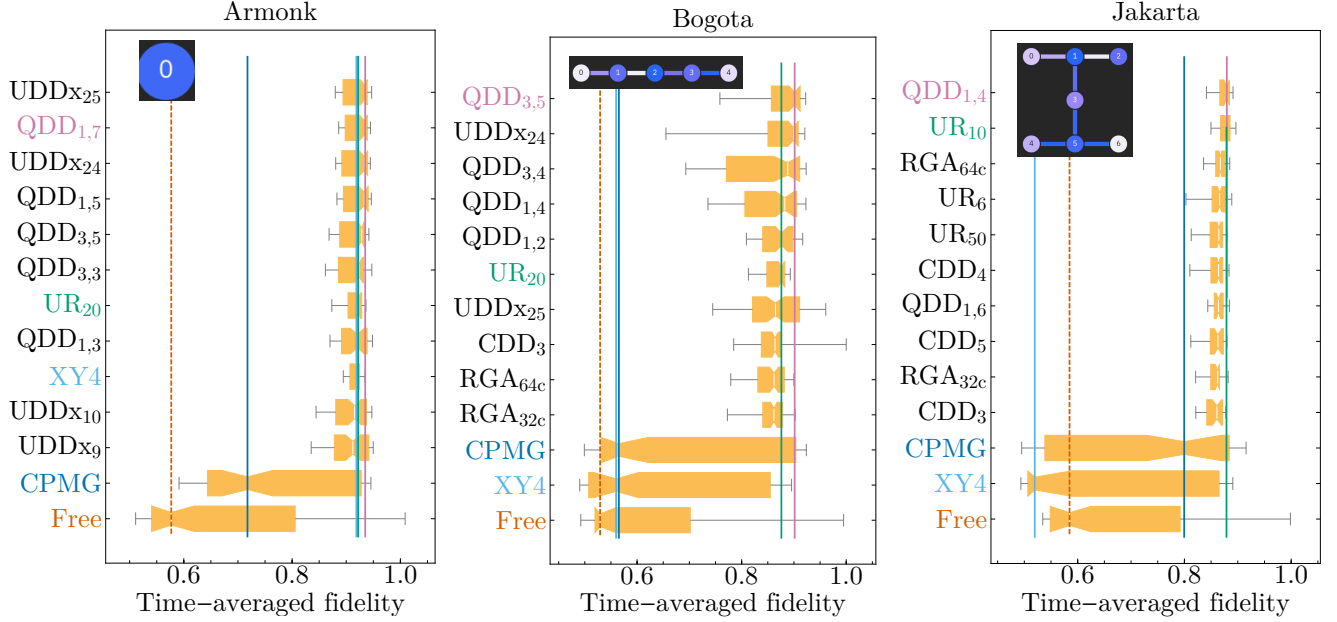 Armonk
0
UDDx25
QDD1,7
UDDx24
QDD1,5
QDD3,5
QDD3,3
UR20
QDD1,3
XY4
UDDx10
UDDx9
CPMG
Free
0.6 0.8 1.0
Time−averaged fidelity
Bogota
0 1 2 3 4
QDD3,5
UDDx24
QDD3,4
QDD1,4
QDD1,2
UR20
UDDx25
CDD3
RGA64c
RGA32c
CPMG
XY4
Free
0.6 0.8 1.0
Time−averaged fidelity
Jakarta
0 1 2
3
4 5 6
QDD1,4
UR10
RGA64c
UR6
UR50
CDD4
QDD1,6
CDD5
RGA32c
CDD3
CPMG
XY4
Free
0.6 0.8 1.0
Time−averaged fidelity